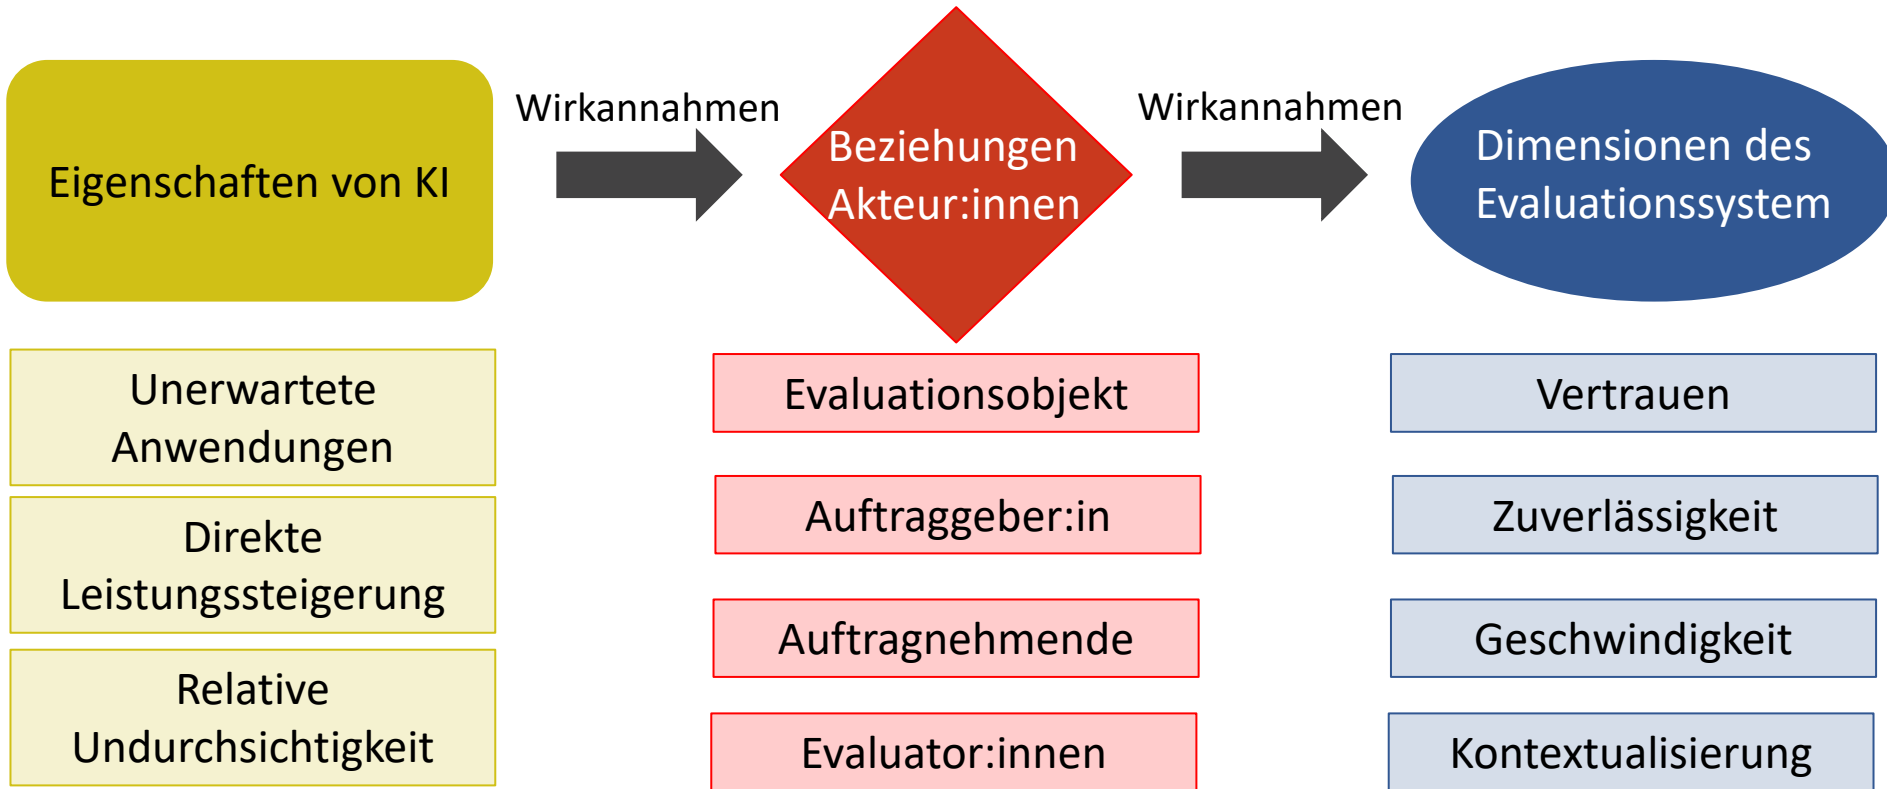 Eigenschaften von KI
Wirkannahmen
Beziehungen
Akteur:innen
Wirkannahmen
Dimensionen des
Evaluationssystem
Unerwartete
Anwendungen
Direkte
Leistungssteigerung
Relative
Undurchsichtigkeit
Evaluationsobjekt
Auftraggeber:in
Auftragnehmende
Evaluator:innen
Vertrauen
Zuverlässigkeit
Geschwindigkeit
Kontextualisierung